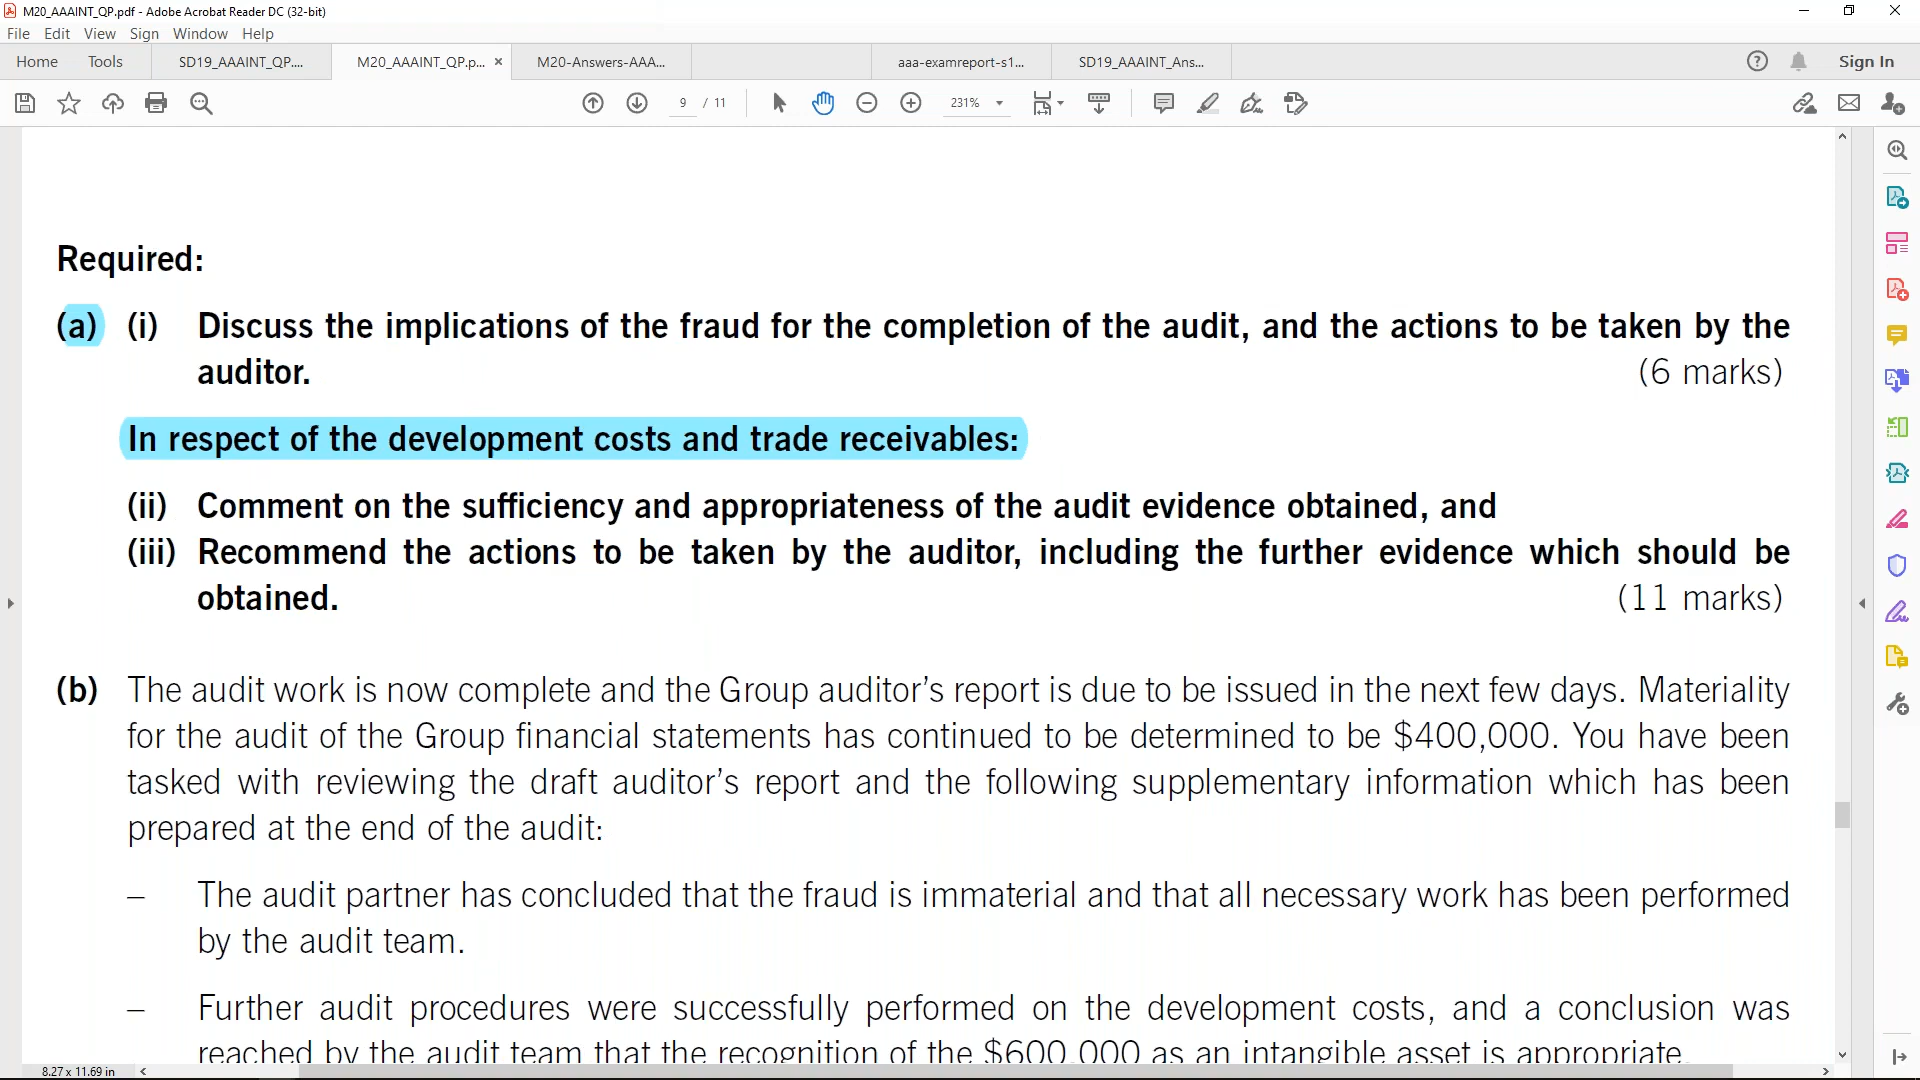 M20_AAAINT_QP.pdf - Adobe Acrobat Reader DC (32-bit)
File Edit View Sign Window Help
Home Tools SD19_AAAINT_QP.... M20_AAAINT_QP.p... × M20-Answers-AAA... aaa-examreport-s1... SD19_AAAINT_Ans... Sign In
9 / 11 231%
Required:
(a) (i) Discuss the implications of the fraud for the completion of the audit, and the actions to be taken by the
auditor. (6 marks)
In respect of the development costs and trade receivables:
(ii) Comment on the sufficiency and appropriateness of the audit evidence obtained, and
(iii) Recommend the actions to be taken by the auditor, including the further evidence which should be
obtained. (11 marks)
(b) The audit work is now complete and the Group auditor's report is due to be issued in the next few days. Materiality
for the audit of the Group financial statements has continued to be determined to be $400,000. You have been
tasked with reviewing the draft auditor's report and the following supplementary information which has been
prepared at the end of the audit:
– The audit partner has concluded that the fraud is immaterial and that all necessary work has been performed
by the audit team.
– Further audit procedures were successfully performed on the development costs, and a conclusion was
reached by the audit team that the recognition of the $600,000 as an intangible asset is appropriate.
8.27 x 11.69 in